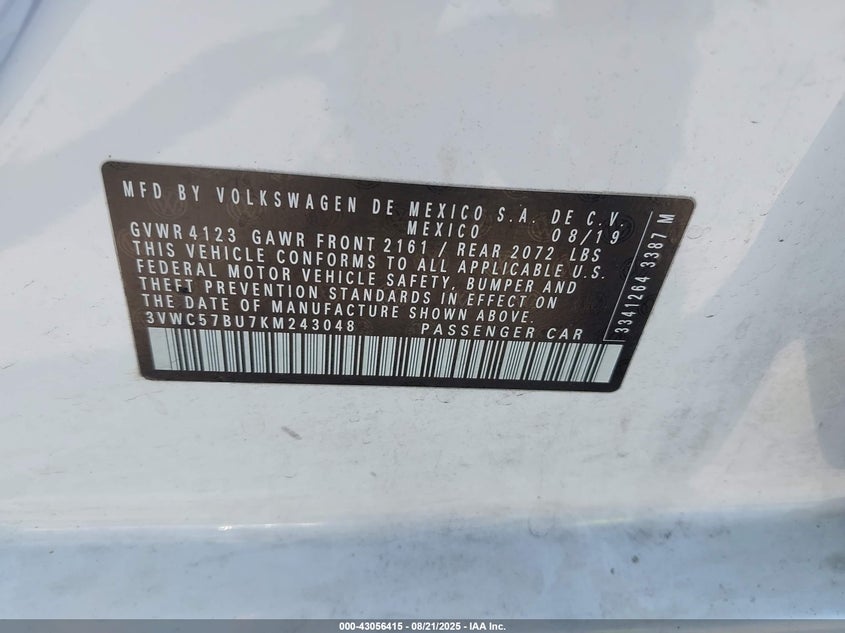 MFD BY VOLKSWAGEN DE MEXICO S.A. DE C.V.
MEXICO 08/19
GVWR 4123 GAWR FRONT 2161 / REAR 2072 LBS
THIS VEHICLE CONFORMS TO ALL APPLICABLE U.S.
FEDERAL MOTOR VEHICLE SAFETY, BUMPER AND
THEFT PREVENTION STANDARDS IN EFFECT ON
THE DATE OF MANUFACTURE SHOWN ABOVE.
3VWC57BU7KM243048 PASSENGER CAR
3341264 3387 M
000-43056415 - 08/21/2025 - IAA Inc.